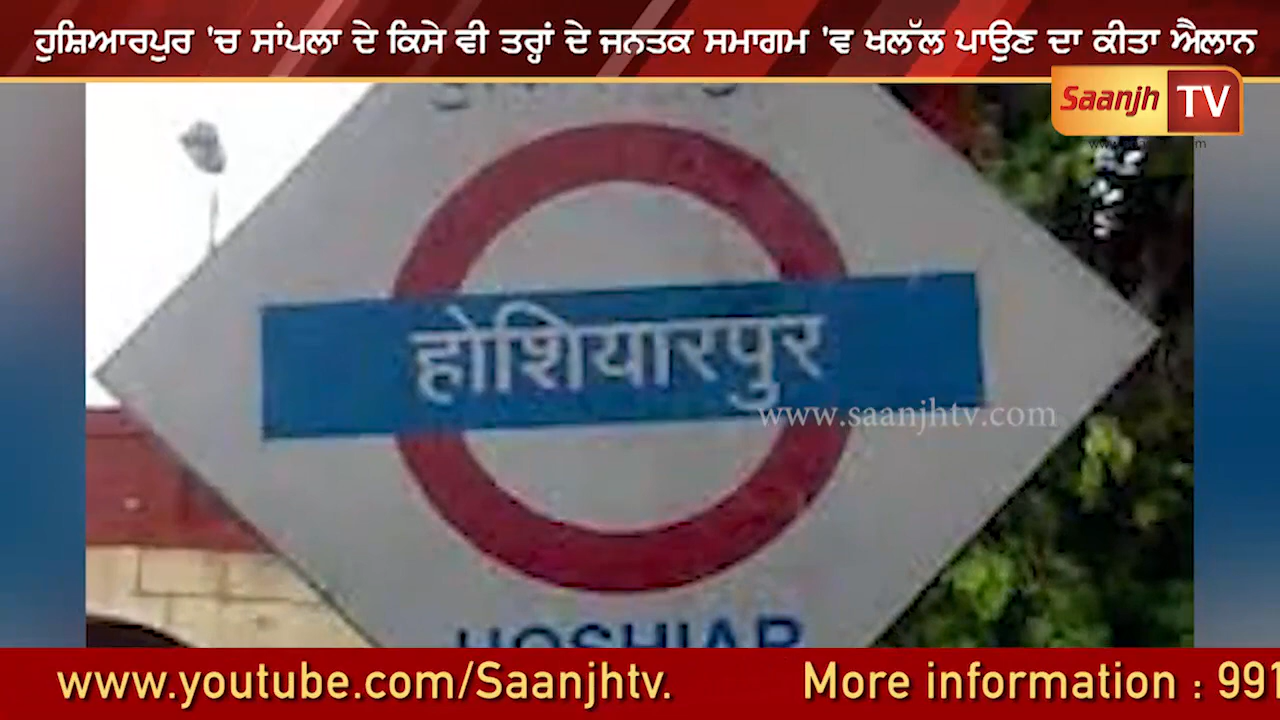 ਹੁਸ਼ਿਆਰਪੁਰ 'ਚ ਸਾਂਪਲਾ ਦੇ ਕਿਸੇ ਵੀ ਤਰ੍ਹਾਂ ਦੇ ਜਨਤਕ ਸਮਾਗਮ 'ਵ ਖਲੱਲ ਪਾਉਣ ਦਾ ਕੀਤਾ ਐਲਾਨ
Saanjh TV
होशियारपुर
www.saanjhtv.com
HOSHIAR
www.youtube.com/Saanjhtv. More information : 991